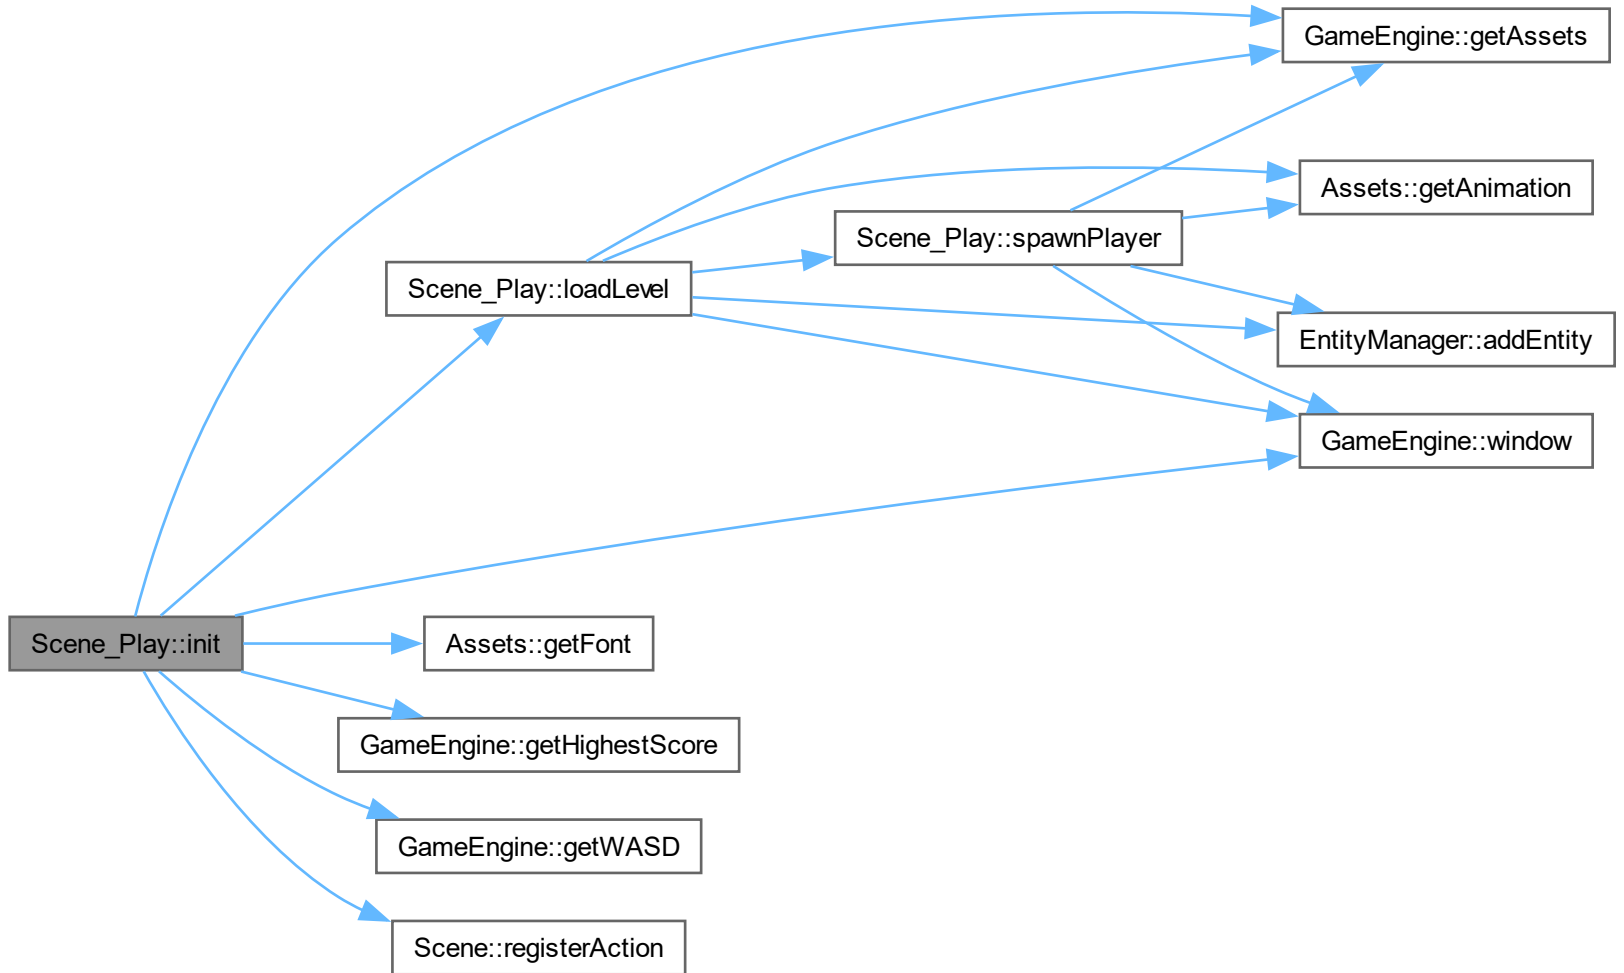 GameEngine::getAssets
Assets::getAnimation
Scene_Play::spawnPlayer
Scene_Play::loadLevel
EntityManager::addEntity
GameEngine::window
Scene_Play::init
Assets::getFont
GameEngine::getHighestScore
GameEngine::getWASD
Scene::registerAction